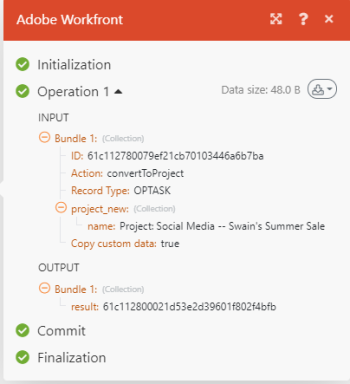 Adobe Workfront
Initialization
Operation 1 Data size: 48.0 B
INPUT
Bundle 1: (Collection)
ID: 61c112780079ef21cb70103446a6b7ba
Action: convertToProject
Record Type: OPTASK
project_new: (Collection)
name: Project: Social Media -- Swain's Summer Sale
Copy custom data: true
OUTPUT
Bundle 1: (Collection)
result: 61c112800021d53e2d39601f802f4bfb
Commit
Finalization